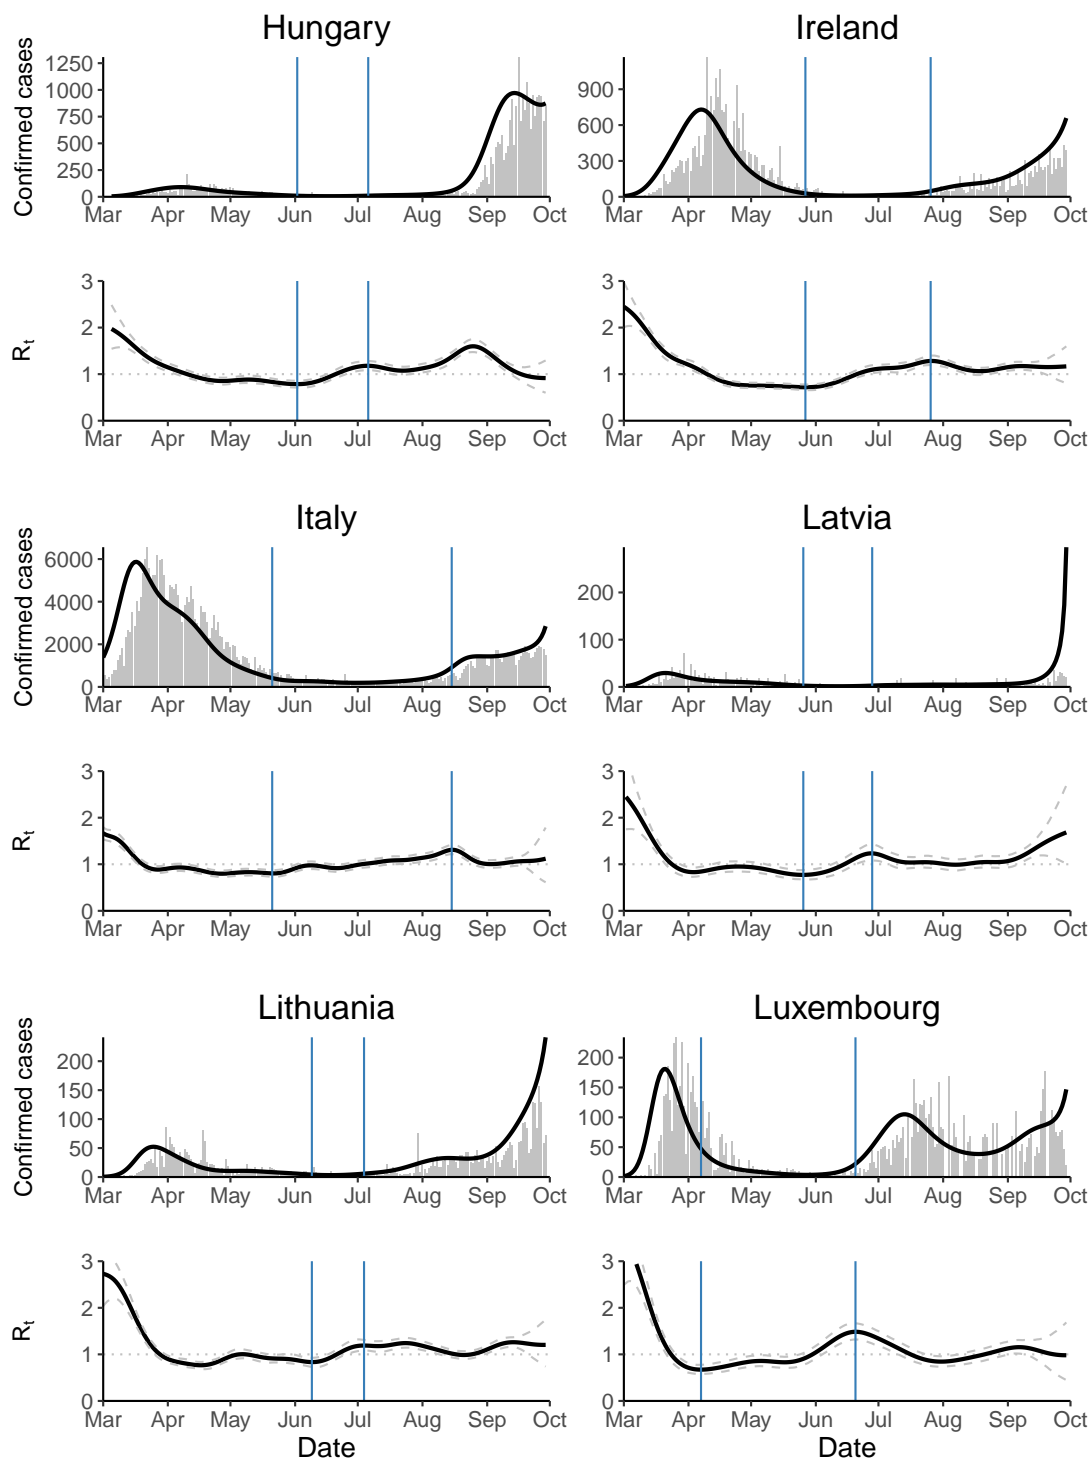 Hungary
Confirmed cases
1250
1000
750
500
250
0
Mar Apr May Jun Jul Aug Sep Oct
Rt
3
2
1
0
Mar Apr May Jun Jul Aug Sep Oct
Ireland
900
600
300
0
Mar Apr May Jun Jul Aug Sep Oct
3
2
1
0
Mar Apr May Jun Jul Aug Sep Oct
Italy
Confirmed cases
6000
4000
2000
0
Mar Apr May Jun Jul Aug Sep Oct
Rt
3
2
1
0
Mar Apr May Jun Jul Aug Sep Oct
Latvia
200
100
0
Mar Apr May Jun Jul Aug Sep Oct
3
2
1
0
Mar Apr May Jun Jul Aug Sep Oct
Lithuania
Confirmed cases
200
150
100
50
0
Mar Apr May Jun Jul Aug Sep Oct
Rt
3
2
1
0
Mar Apr May Jun Jul Aug Sep Oct
Date
Luxembourg
200
150
100
50
0
Mar Apr May Jun Jul Aug Sep Oct
3
2
1
0
Mar Apr May Jun Jul Aug Sep Oct
Date